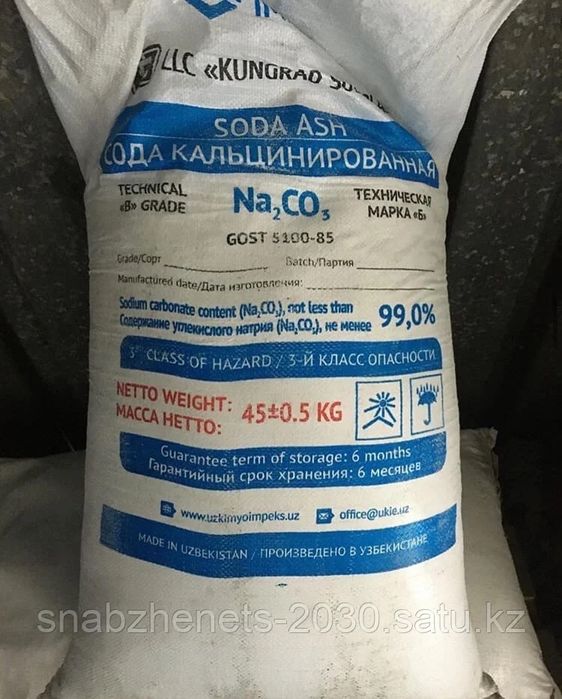 LLC «KUNGRAD
SODA ASH
СОДА КАЛЬЦИНИРОВАННАЯ
TECHNICAL
«B» GRADE
Na₂CO₃
ТЕХНИЧЕСКАЯ
МАРКА «Б»
GOST 5100-85
Grade/Сорт Batch/Партия
Manufactured date/Дата изготовления:
Sodium carbonate content (Na₂CO₃), not less than
Содержание углекислого натрия (Na₂CO₃), не менее
99,0%
3rd CLASS OF HAZARD / 3-Й КЛАСС ОПАСНОСТИ
NETTO WEIGHT:
МАССА НЕТТО:
45±0.5 KG
Guarantee term of storage: 6 months
Гарантийный срок хранения: 6 месяцев
www.uzkimyoimpeks.uz office@ukie.uz
MADE IN UZBEKISTAN / ПРОИЗВЕДЕНО В УЗБЕКИСТАНЕ
snabzhenets-2030.satu.kz